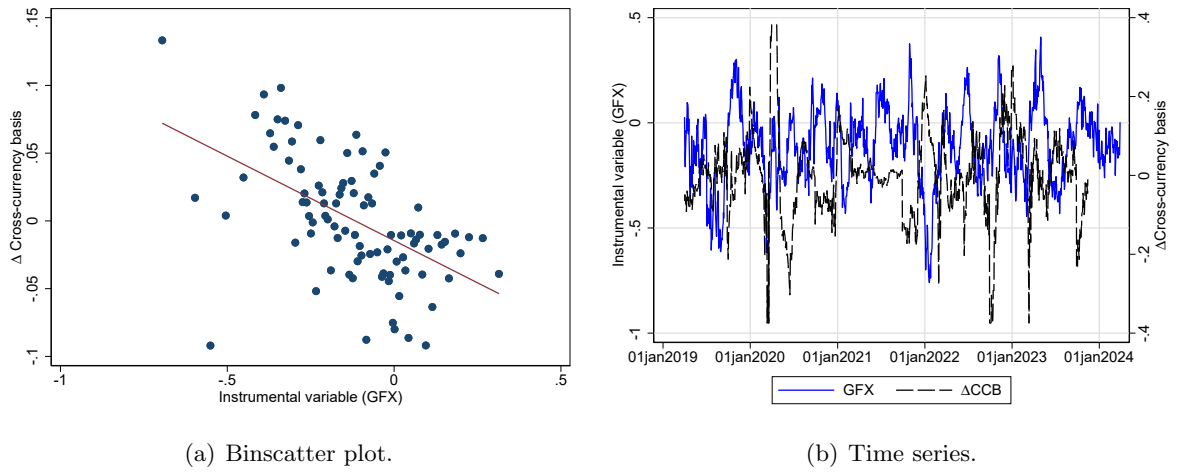 .15
.1
.05
0
-.05
-.1
Δ Cross-currency basis
-1
-.5
0
.5
Instrumental variable (GFX)
(a) Binscatter plot.
.5
0
-.5
-1
Instrumental variable (GFX)
.4
.2
0
-.2
-.4
ΔCross-currency basis
01jan2019 01jan2020 01jan2021 01jan2022 01jan2023 01jan2024
GFX ΔCCB
(b) Time series.